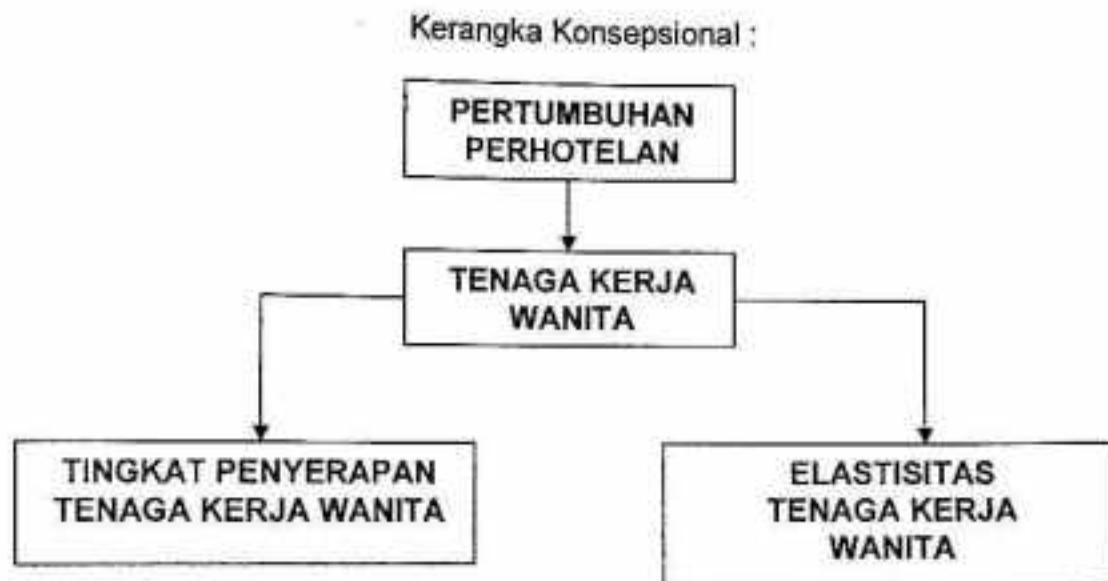 Kerangka Konsepsional :
PERTUMBUHAN
PERHOTELAN
TENAGA KERJA
WANITA
TINGKAT PENYERAPAN
TENAGA KERJA WANITA
ELASTISITAS
TENAGA KERJA
WANITA